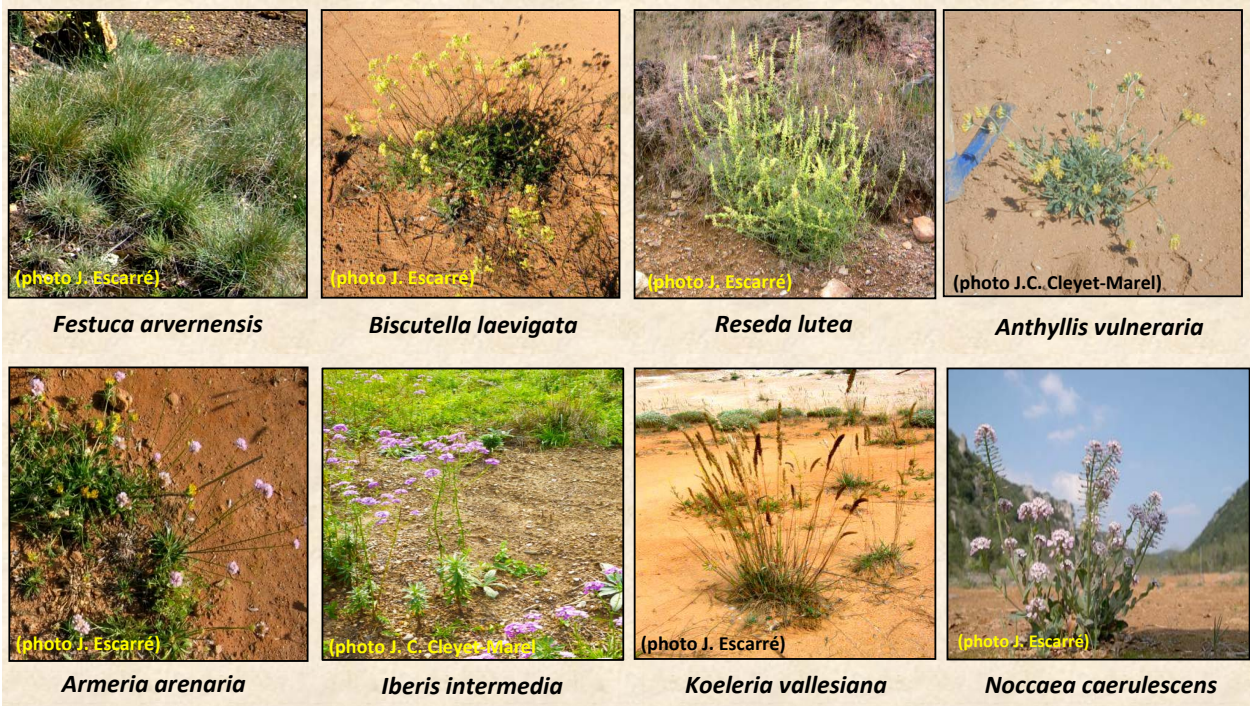 (photo J. Escarré)
(photo J. Escarré)
(photo J. Escarré)
(photo J.C. Cleyet-Marel)
Festuca arvernensis
Biscutella laevigata
Reseda lutea
Anthyllis vulneraria
(photo J. Escarré)
(photo J. C. Cleyet-Marel
(photo J. Escarré)
(photo J. Escarré)
Armeria arenaria
Iberis intermedia
Koeleria vallesiana
Noccaea caerulescens